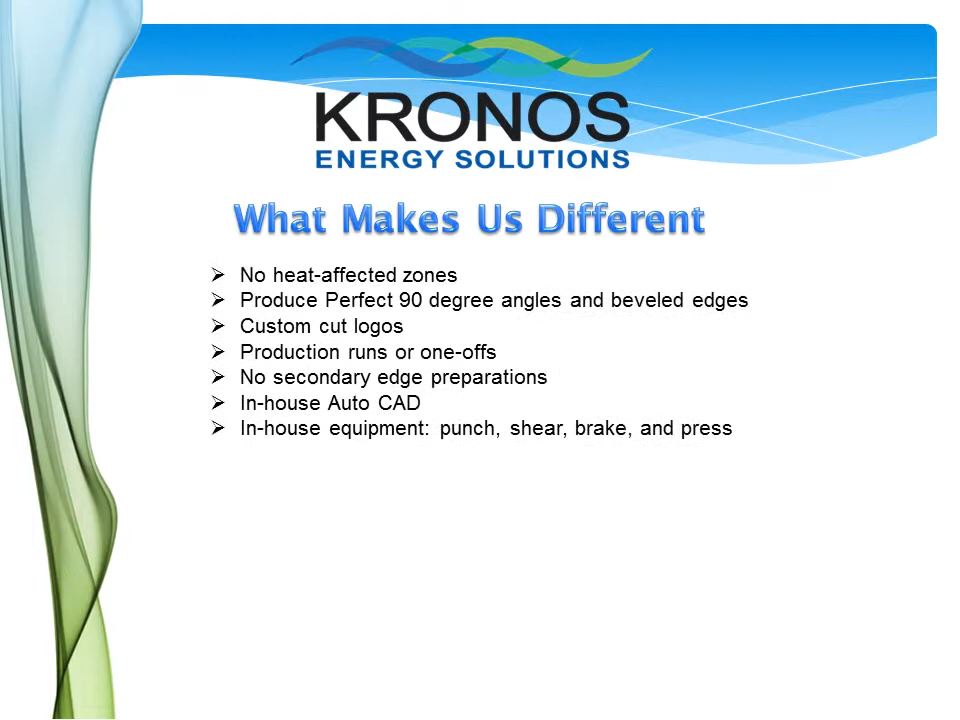 KRONOS
ENERGY SOLUTIONS
What Makes Us Different
➢ No heat-affected zones
➢ Produce Perfect 90 degree angles and beveled edges
➢ Custom cut logos
➢ Production runs or one-offs
➢ No secondary edge preparations
➢ In-house Auto CAD
➢ In-house equipment: punch, shear, brake, and press